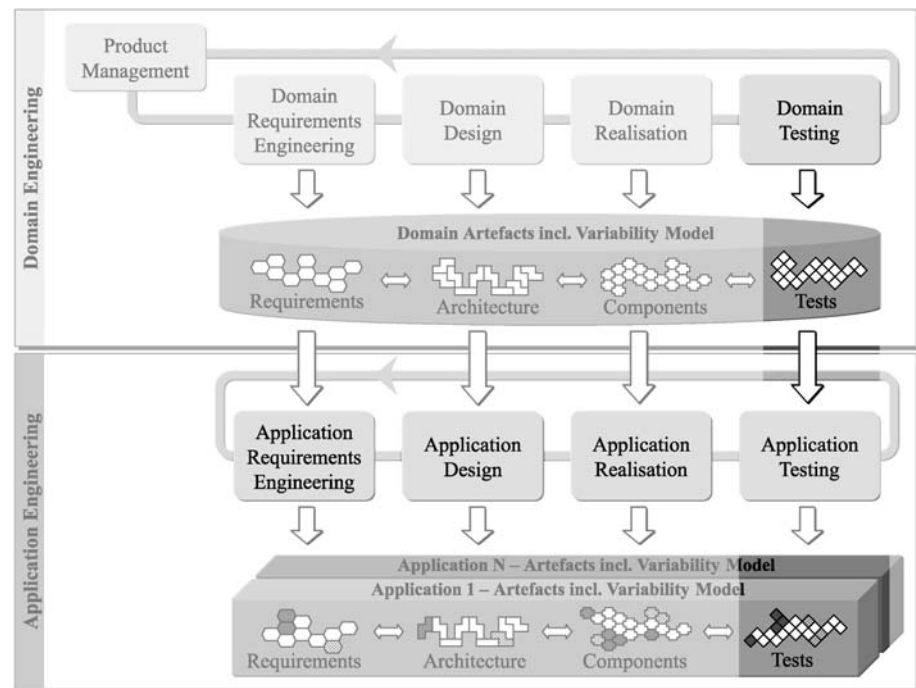 Domain Engineering
Product
Management
Domain
Requirements
Engineering
Domain
Design
Domain
Realisation
Domain
Testing
Domain Artefacts incl. Variability Model
Requirements
Architecture
Components
Tests
Application Engineering
Application
Requirements
Engineering
Application
Design
Application
Realisation
Application
Testing
Application N – Artefacts incl. Variability Model
Application 1 – Artefacts incl. Variability Model
Requirements
Architecture
Components
Tests